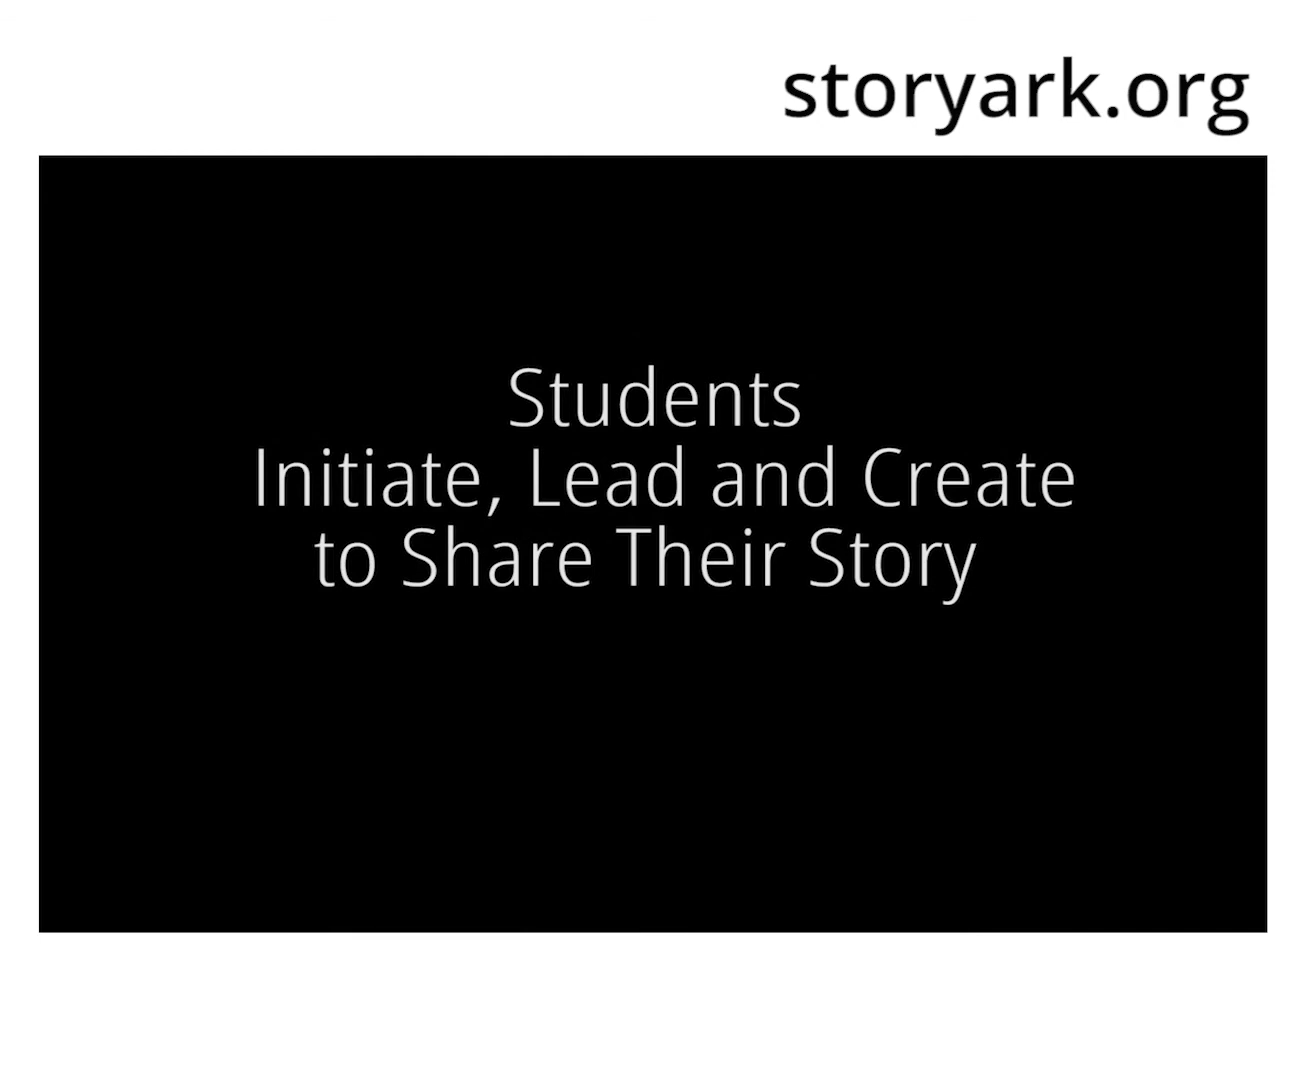 storyark.org
Students
Initiate, Lead and Create
to Share Their Story